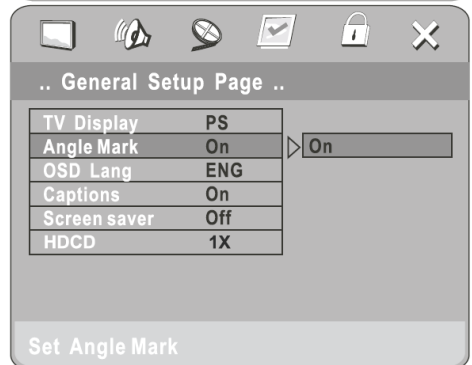 .. General Setup Page ..
TV Display PS
Angle Mark On On
OSD Lang ENG
Captions On
Screen saver Off
HDCD 1X
Set Angle Mark